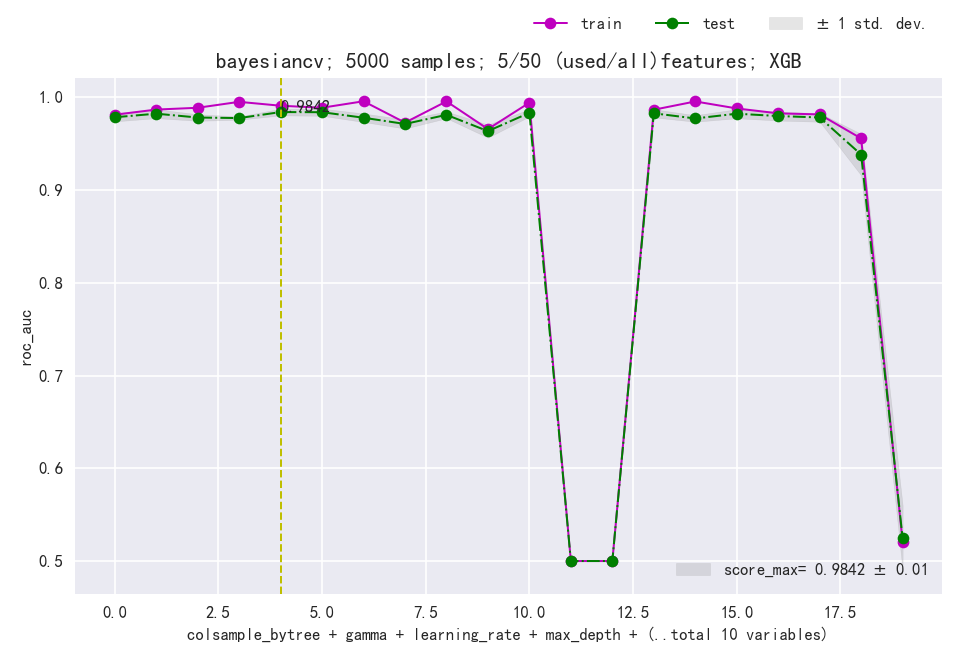 train test ± 1 std. dev.
bayesiancv; 5000 samples; 5/50 (used/all)features; XGB
1.0
0.9842
0.9
0.8
0.7
0.6
0.5
roc_auc
score_max= 0.9842 ± 0.01
0.0 2.5 5.0 7.5 10.0 12.5 15.0 17.5
colsample_bytree + gamma + learning_rate + max_depth + (..total 10 variables)